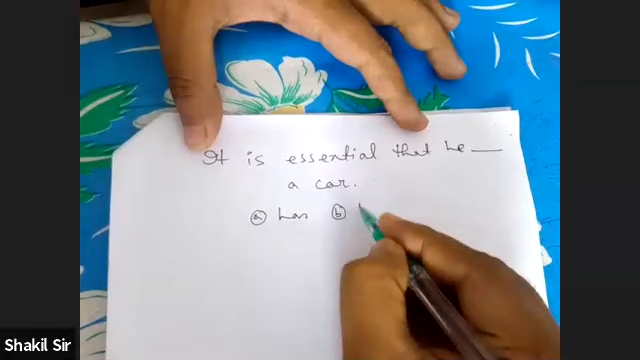 It is essential that he ___
a car.
ⓐ has ⓑ
Shakil Sir